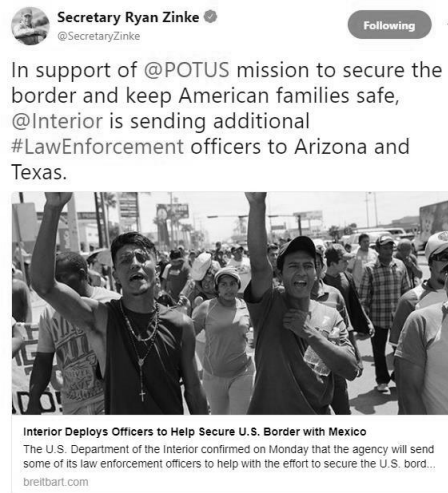 Secretary Ryan Zinke
@SecretaryZinke
Following
In support of @POTUS mission to secure the
border and keep American families safe,
@Interior is sending additional
#LawEnforcement officers to Arizona and
Texas.
Interior Deploys Officers to Help Secure U.S. Border with Mexico
The U.S. Department of the Interior confirmed on Monday that the agency will send
some of its law enforcement officers to help with the effort to secure the U.S. bord...
breitbart.com